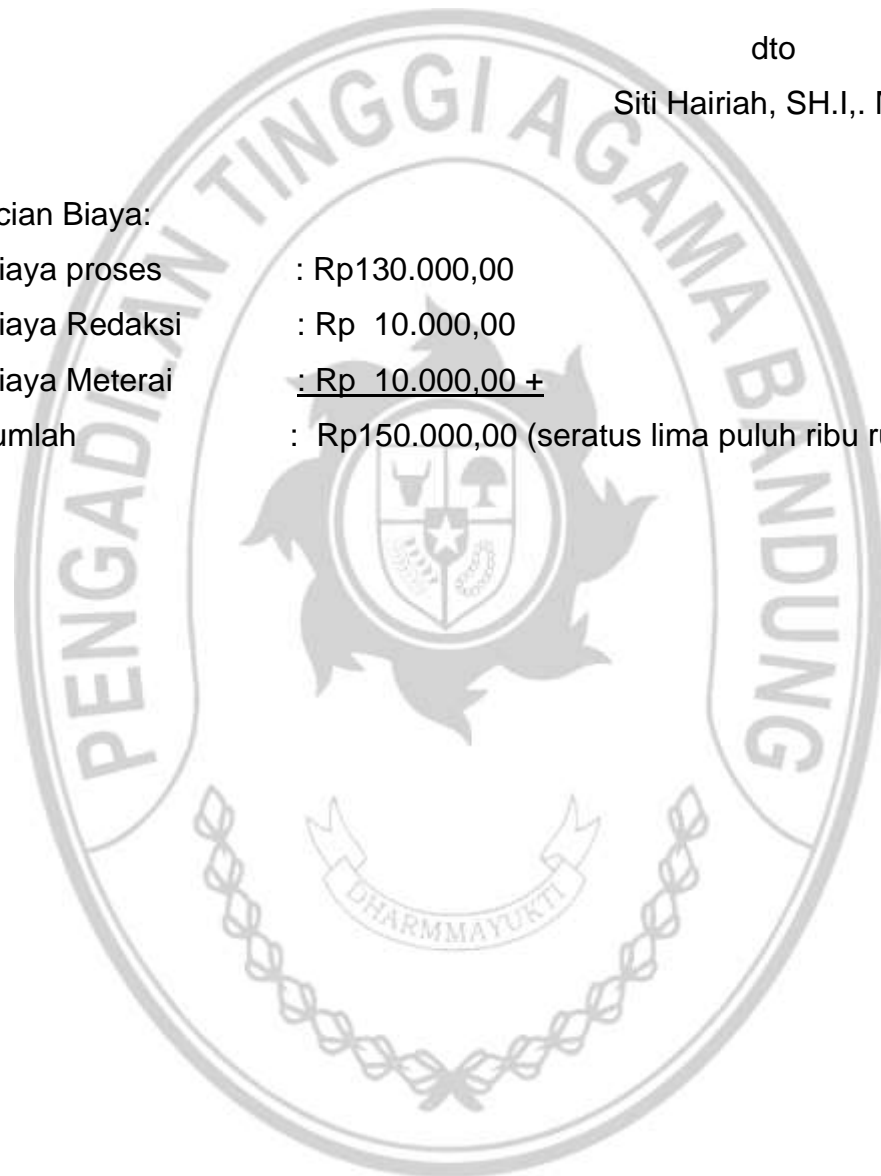 dto
Siti Hairiah, SH.I,.
cian Biaya:
iaya proses : Rp130.000,00
iaya Redaksi : Rp 10.000,00
iaya Meterai : Rp 10.000,00 +
umlah : Rp150.000,00 (seratus lima puluh ribu
PENGADILAN TINGGI AGAMA BANDUNG
DHARMMAYUKTI